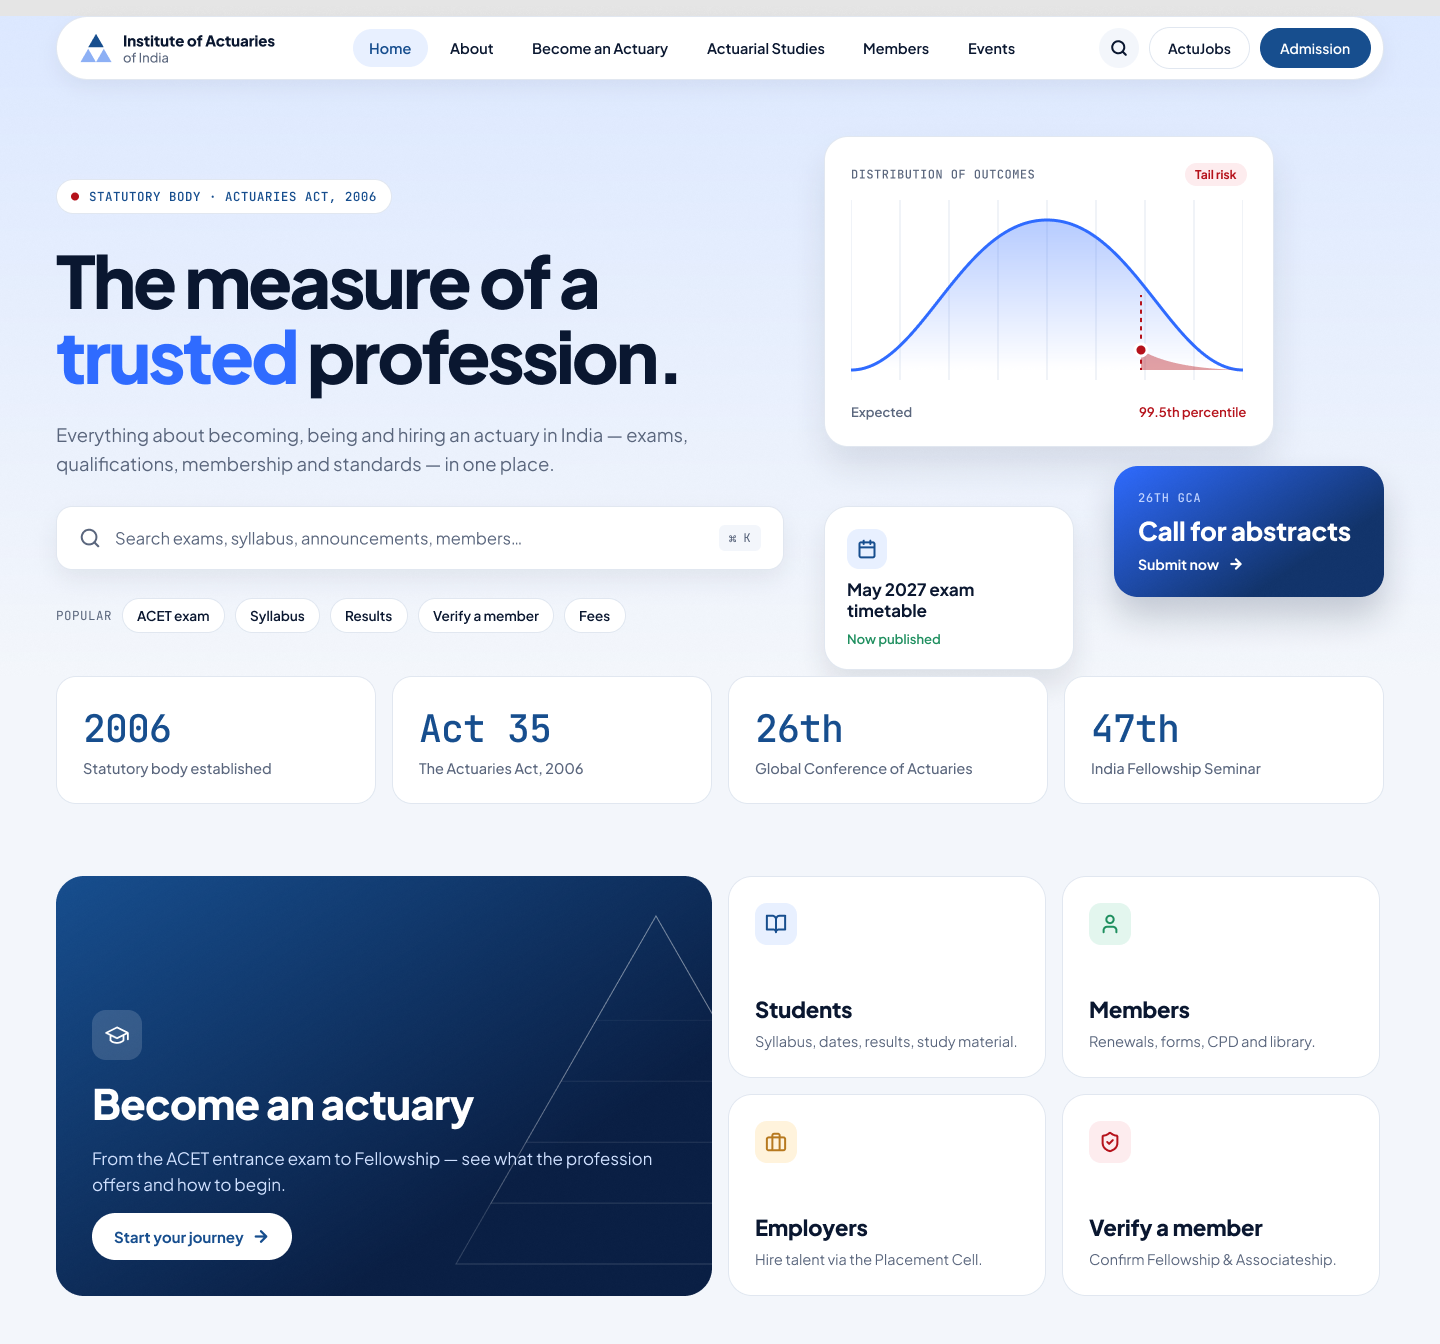 Institute of Actuaries
of India
Home
About
Become an Actuary
Actuarial Studies
Members
Events
ActuJobs
Admission
STATUTORY BODY · ACTUARIES ACT, 2006
The measure of a
trusted profession.
Everything about becoming, being and hiring an actuary in India — exams,
qualifications, membership and standards — in one place.
Search exams, syllabus, announcements, members…
⌘ K
POPULAR
ACET exam
Syllabus
Results
Verify a member
Fees
DISTRIBUTION OF OUTCOMES
Tail risk
Expected
99.5th percentile
26TH GCA
Call for abstracts
Submit now →
May 2027 exam
timetable
Now published
2006
Statutory body established
Act 35
The Actuaries Act, 2006
26th
Global Conference of Actuaries
47th
India Fellowship Seminar
Become an actuary
From the ACET entrance exam to Fellowship — see what the profession
offers and how to begin.
Start your journey →
Students
Syllabus, dates, results, study material.
Members
Renewals, forms, CPD and library.
Employers
Hire talent via the Placement Cell.
Verify a member
Confirm Fellowship & Associateship.